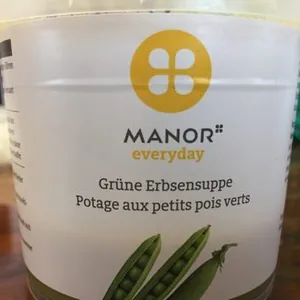 MANOR
everyday
Grüne Erbsensuppe
Potage aux petits pois verts